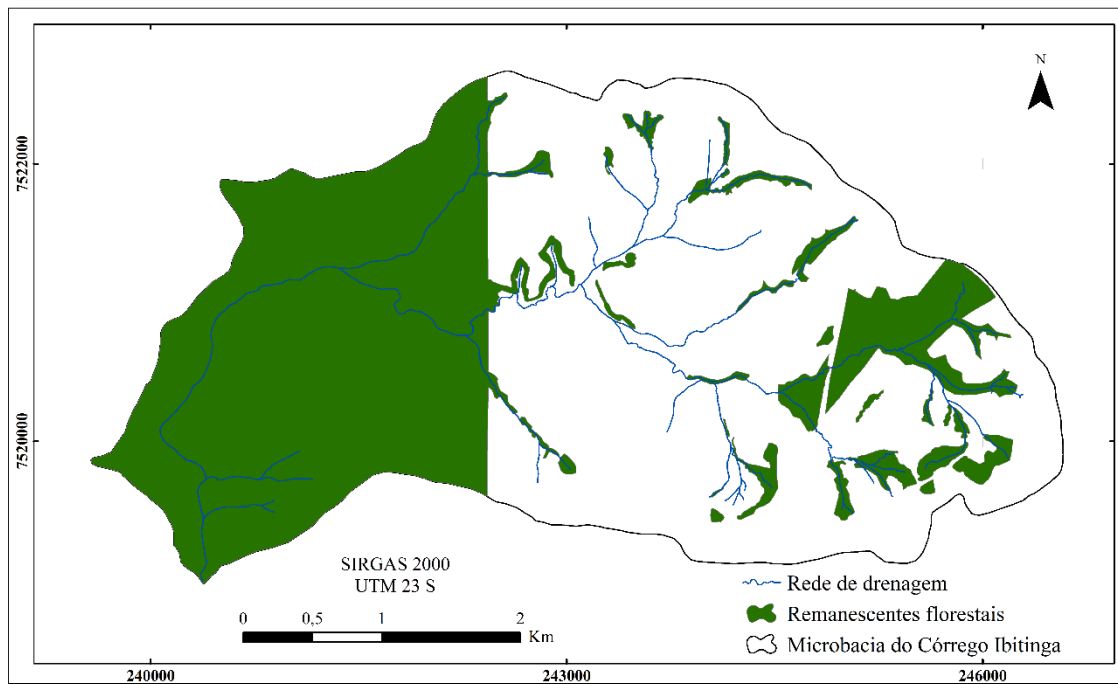 N
7522000
7520000
SIRGAS 2000
UTM 23 S
0 0,5 1 2
Km
Rede de drenagem
Remanescentes florestais
Microbacia do Córrego Ibitinga
240000 243000 246000